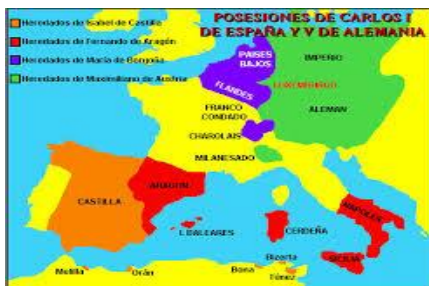 POSESIONES DE CARLOS I
DE ESPAÑA Y V DE ALEMANIA
Heredados de Isabel de Castilla
Heredados de Fernando de Aragón
Heredados de María de Borgoña
Heredados de Maximiliano de Austria
PAISES
BAJOS
IMPERIO
FLANDES
LUXEMBURGO
FRANCO
CONDADO
ALEMAN
CHAROLAIS
MILANESADO
ARAGON
CASTILLA
NAPOLES
I.BALEARES
CERDEÑA
SICILIA
Melilla
Orán
Bona
Bizerta
Túnez